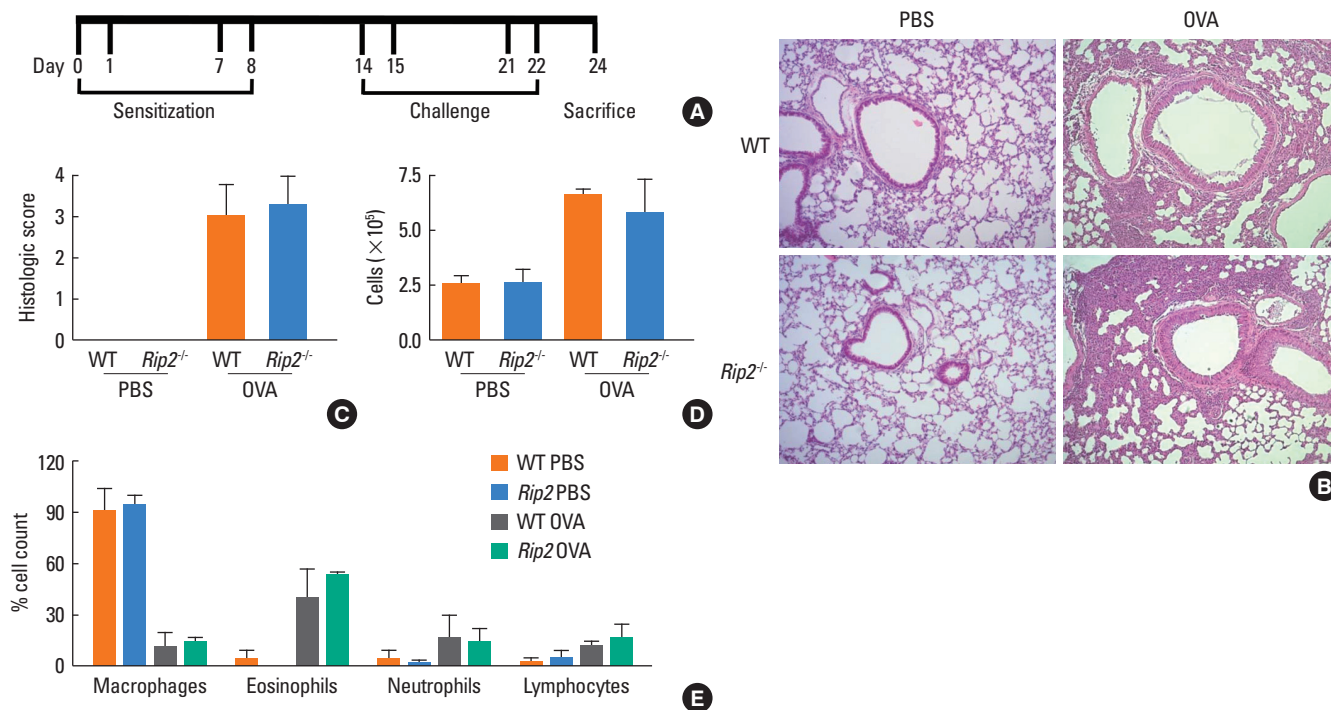 Day 0 1 7 8 14 15 21 22 24
Sensitization Challenge Sacrifice
A
PBS OVA
WT
Rip2-/-
B
Histologic score
4
3
2
1
0
WT Rip2-/- WT Rip2-/-
PBS OVA
C
Cells (×10⁵)
7.5
5.0
2.5
0.0
WT Rip2-/- WT Rip2-/-
PBS OVA
D
% cell count
120
90
60
30
0
WT PBS
Rip2 PBS
WT OVA
Rip2 OVA
Macrophages Eosinophils Neutrophils Lymphocytes
E